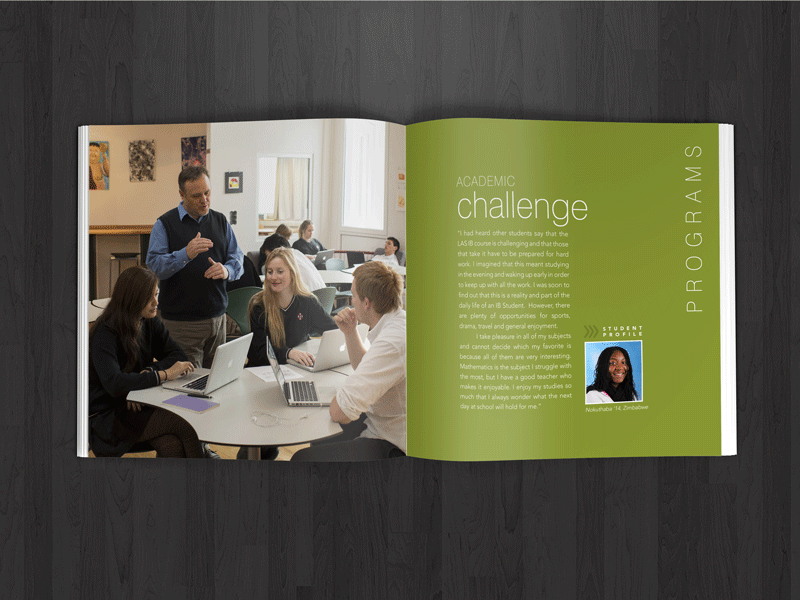 ACADEMIC
challenge
"I had heard other students say that the
LAS IB course is challenging and that those
that take it have to be prepared for hard
work. I imagined that this meant studying
in the evening and waking up early in order
to keep up with all the work. I was soon to
find out that this is a reality and part of the
daily life of an IB Student. However, there
are plenty of opportunities for sports,
drama, travel and general enjoyment.
I take pleasure in all of my subjects
and cannot decide which my favorite is
because all of them are very interesting.
Mathematics is the subject I struggle with
the most, but I have a good teacher who
makes it enjoyable. I enjoy my studies so
much that I always wonder what the next
day at school will hold for me."
STUDENT
PROFILE
Nokuthaba '14, Zimbabwe
PROGRAMS